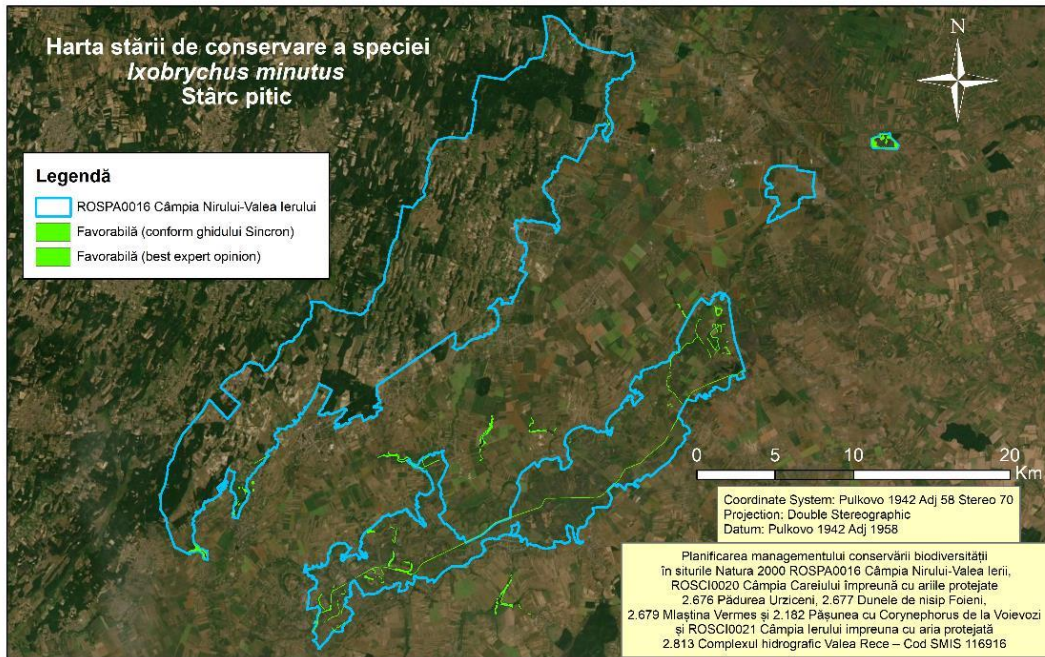 Harta stării de conservare a speciei
Ixobrychus minutus
Stârc pitic
N
Legendă
ROSPA0016 Câmpia Nirului-Valea Ierului
Favorabilă (conform ghidului Sincron)
Favorabilă (best expert opinion)
0 5 10 20
Km
Coordinate System: Pulkovo 1942 Adj 58 Stereo 70
Projection: Double Stereographic
Datum: Pulkovo 1942 Adj 1958
Planificarea managementului conservării biodiversității
în siturile Natura 2000 ROSPA0016 Câmpia Nirului-Valea Ierii,
ROSCI0020 Câmpia Careiului împreună cu ariile protejate
2.676 Pădurea Urziceni, 2.677 Dunele de nisip Foieni,
2.679 Mlaștina Vermes și 2.182 Pășunea cu Corynephorus de la Voievozi
și ROSCI0021 Câmpia Ierului impreuna cu aria protejată
2.813 Complexul hidrografic Valea Rece – Cod SMIS 116916